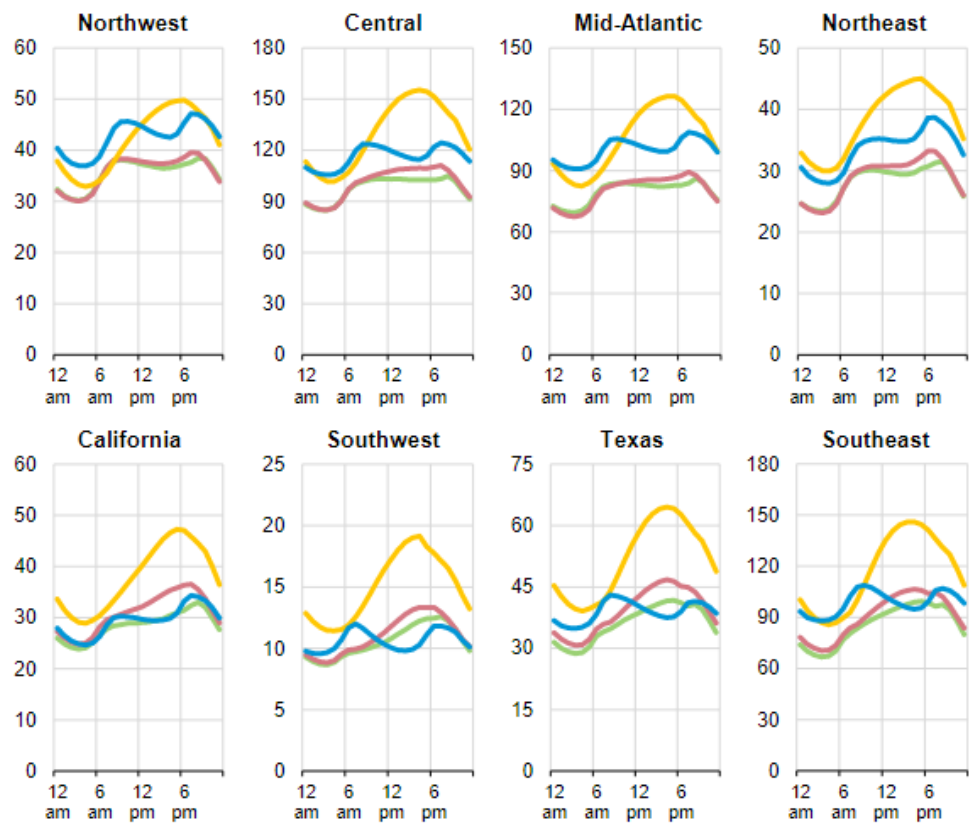 Northwest Central Mid-Atlantic Northeast
60 180 150 50
50 150 120 40
40 120 90 30
30 90 60 20
20 60 30 10
10 30 0 0
0 0
12 am 6 am 12 pm 6 pm 12 am 6 am 12 pm 6 pm 12 am 6 am 12 pm 6 pm 12 am 6 am 12 pm 6 pm
California Southwest Texas Southeast
60 25 75 180
50 20 60 150
40 15 45 120
30 10 30 90
20 5 15 60
10 0 0 30
0 0
12 am 6 am 12 pm 6 pm 12 am 6 am 12 pm 6 pm 12 am 6 am 12 pm 6 pm 12 am 6 am 12 pm 6 pm